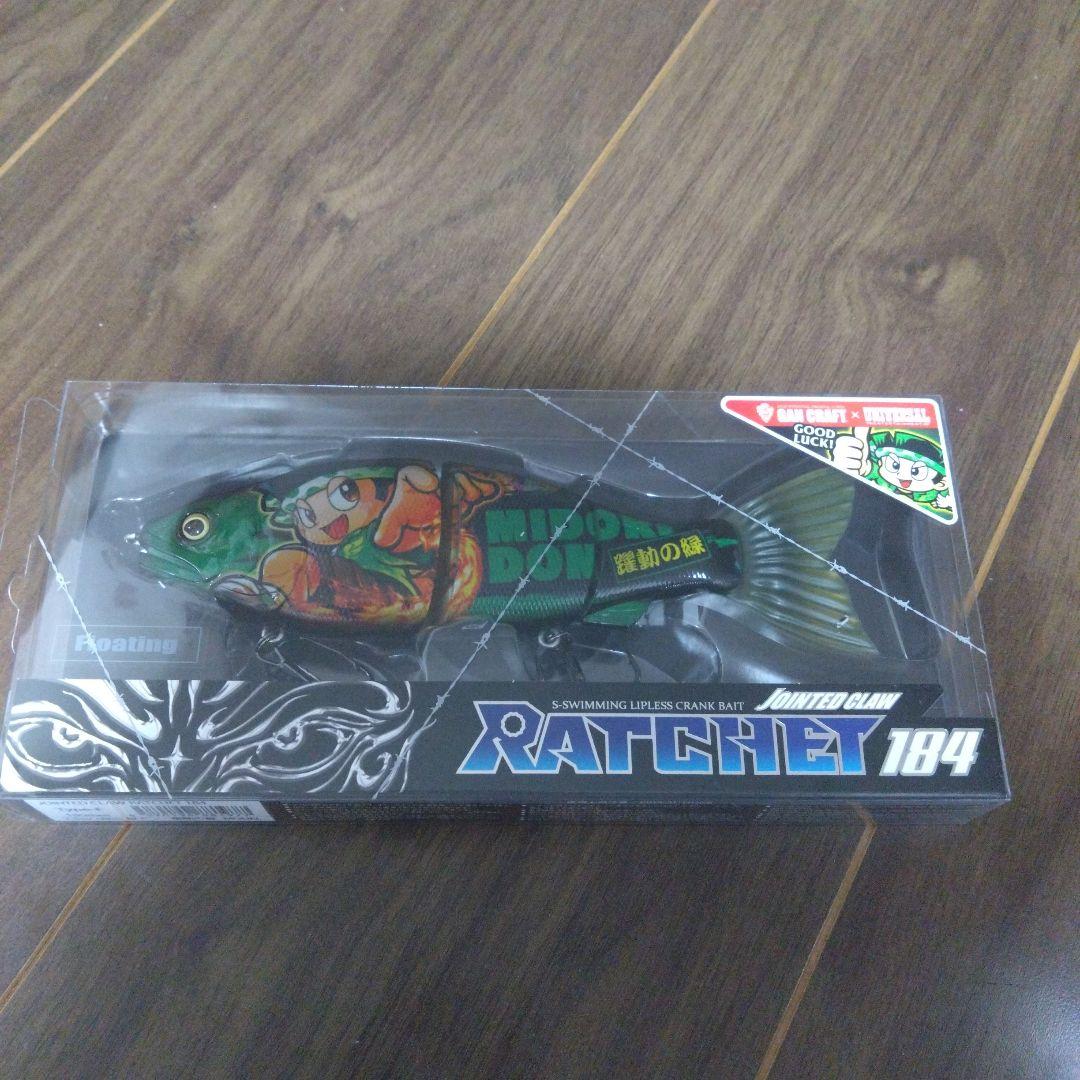 GAN CRAFT × UNIVERSAL
GOOD
LUCK!
MIDORI
DON
躍動の緑
Floating
JOINTED CLAW
S-SWIMMING LIPLESS CRANK BAIT
RATCHET 184
Type-F